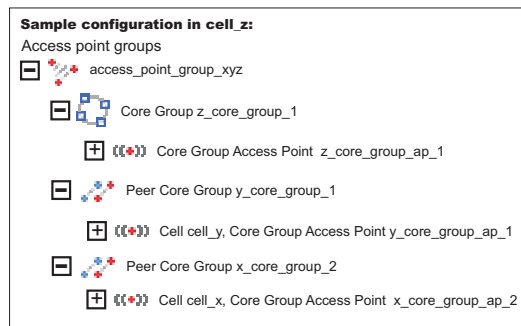 Sample configuration in cell_z:
Access point groups
access_point_group_xyz
Core Group z_core_group_1
Core Group Access Point z_core_group_ap_1
Peer Core Group y_core_group_1
Cell cell_y, Core Group Access Point y_core_group_ap_1
Peer Core Group x_core_group_2
Cell cell_x, Core Group Access Point x_core_group_ap_2